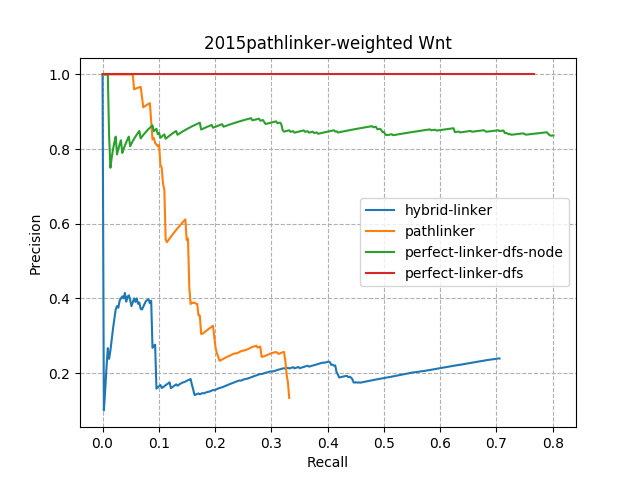 2015pathlinker-weighted Wnt
1.0
0.8
0.6
0.4
0.2
Precision
hybrid-linker
pathlinker
perfect-linker-dfs-node
perfect-linker-dfs
0.0 0.1 0.2 0.3 0.4 0.5 0.6 0.7 0.8
Recall